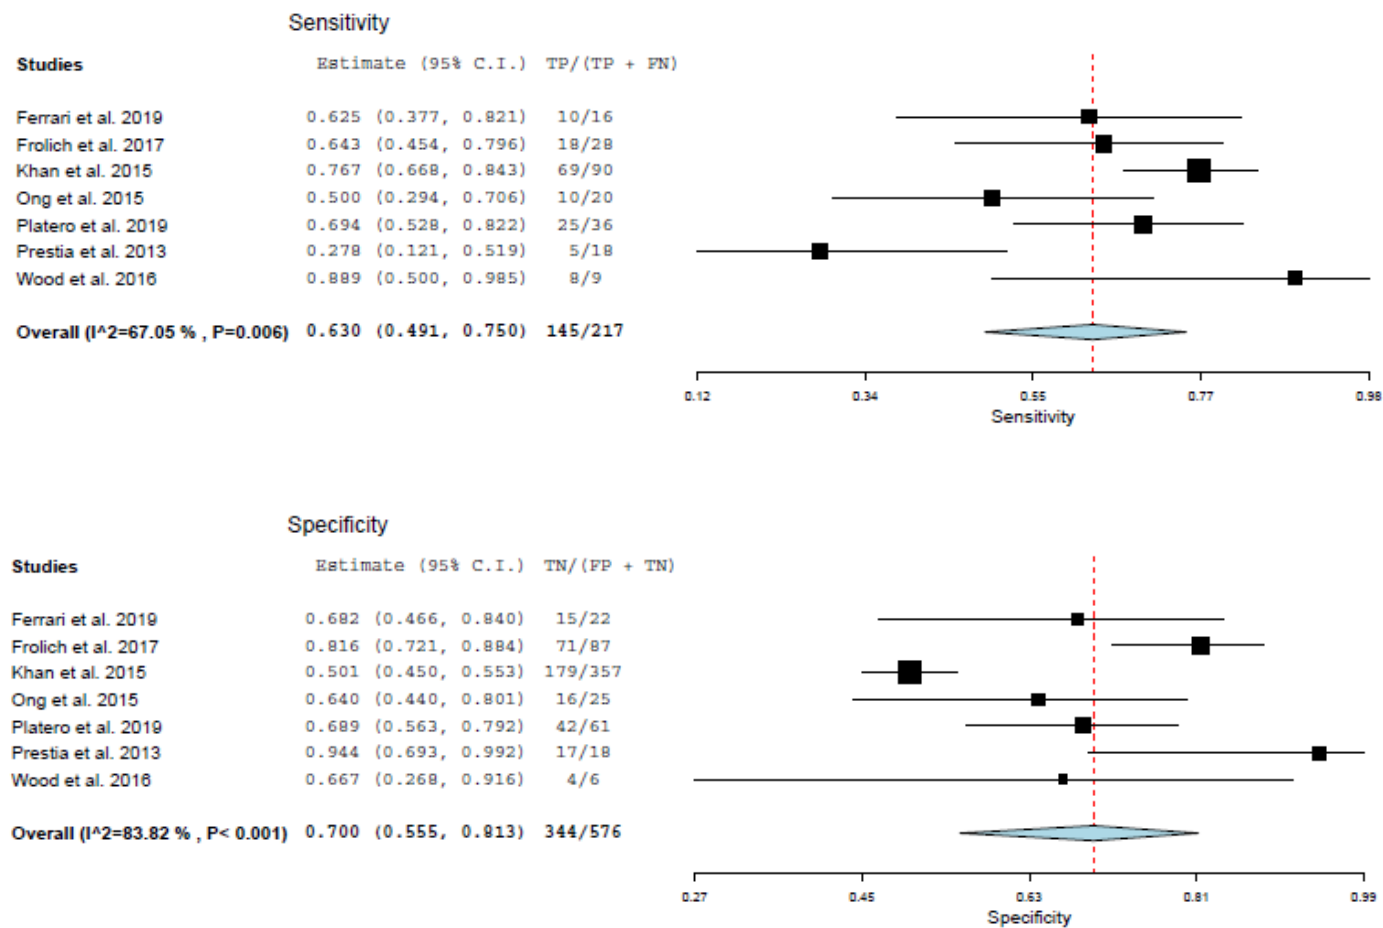 Sensitivity
Studies Estimate (95% C.I.) TP/(TP + FN)
Ferrari et al. 2019 0.625 (0.377, 0.821) 10/16
Frolich et al. 2017 0.643 (0.454, 0.796) 18/28
Khan et al. 2015 0.767 (0.668, 0.843) 69/90
Ong et al. 2015 0.500 (0.294, 0.706) 10/20
Platero et al. 2019 0.694 (0.528, 0.822) 25/36
Prestia et al. 2013 0.278 (0.121, 0.519) 5/18
Wood et al. 2016 0.889 (0.500, 0.985) 8/9
Overall (I^2=67.05 % , P=0.006) 0.630 (0.491, 0.750) 145/217
0.12 0.34 0.55 0.77 0.98
Sensitivity
Specificity
Studies Estimate (95% C.I.) TN/(FP + TN)
Ferrari et al. 2019 0.682 (0.466, 0.840) 15/22
Frolich et al. 2017 0.816 (0.721, 0.884) 71/87
Khan et al. 2015 0.501 (0.450, 0.553) 179/357
Ong et al. 2015 0.640 (0.440, 0.801) 16/25
Platero et al. 2019 0.689 (0.563, 0.792) 42/61
Prestia et al. 2013 0.944 (0.693, 0.992) 17/18
Wood et al. 2016 0.667 (0.268, 0.916) 4/6
Overall (I^2=83.82 % , P< 0.001) 0.700 (0.555, 0.813) 344/576
0.27 0.45 0.63 0.81 0.99
Specificity